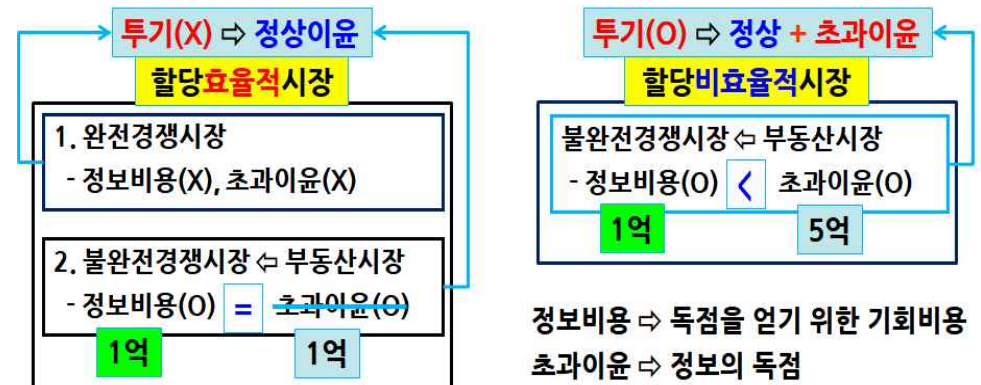 투기(X) ⇨ 정상이윤
할당효율적시장
1. 완전경쟁시장
- 정보비용(X), 초과이윤(X)
2. 불완전경쟁시장 ⇦ 부동산시장
- 정보비용(O) = 초과이윤(O)
1억 1억
투기(O) ⇨ 정상 + 초과이윤
할당비효율적시장
불완전경쟁시장 ⇦ 부동산시장
- 정보비용(O) < 초과이윤(O)
1억 5억
정보비용 ⇨ 독점을 얻기 위한 기회비용
초과이윤 ⇨ 정보의 독점